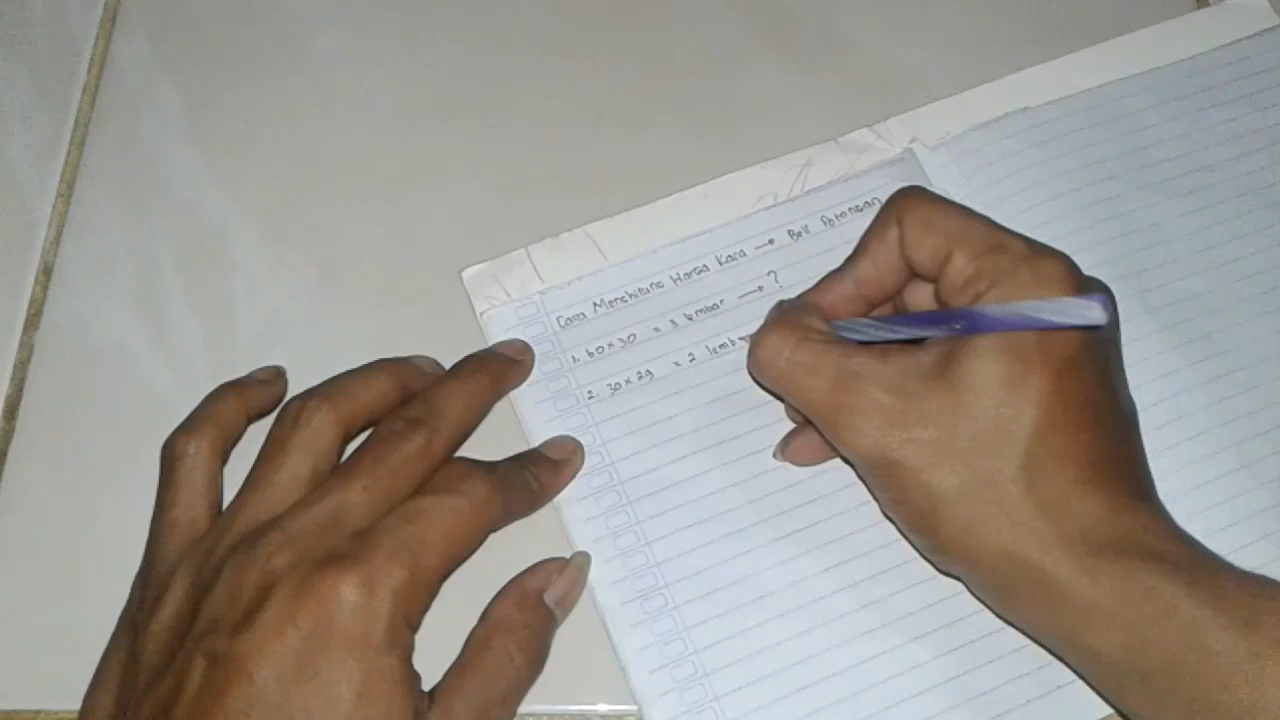 Cara Menghitung Harga Kaca → Beli Potongan
1. 60 x 30 = 3 lembar → ?
2. 30 x 29 = 2 lemb